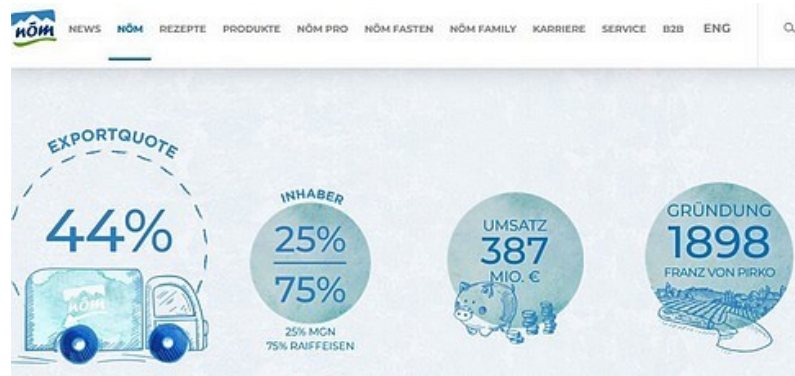 nöm NEWS NÖM REZEPTE PRODUKTE NÖM PRO NÖM FASTEN NÖM FAMILY KARRIERE SERVICE B2B ENG
EXPORTQUOTE
44%
nöm
INHABER
25%
75%
25% MGN
75% RAIFFEISEN
UMSATZ
387
MIO. €
GRÜNDUNG
1898
FRANZ VON PIRKO